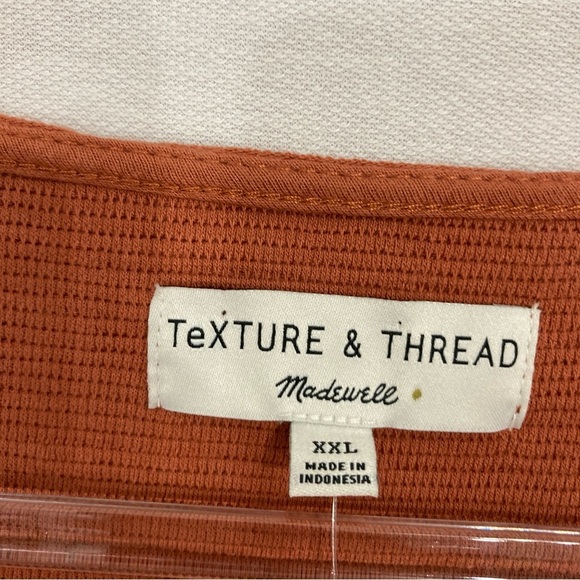 TeXTURE & THREAD
Madewell
XXL
MADE IN
INDONESIA